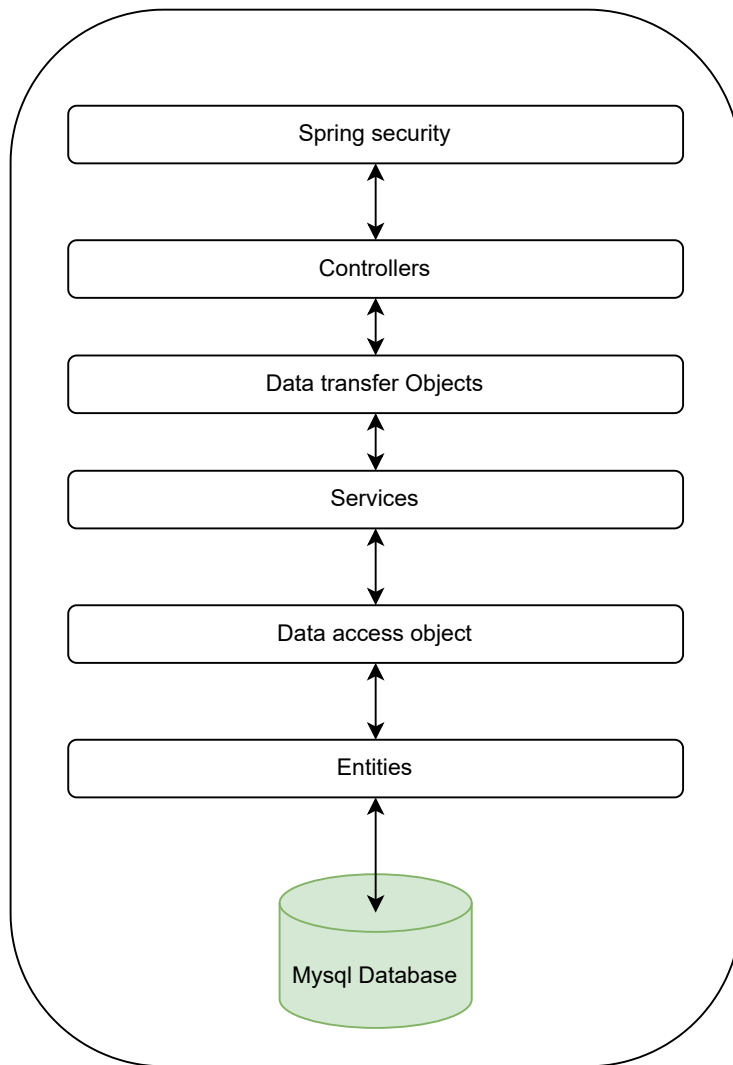 Spring security
Controllers
Data transfer Objects
Services
Data access object
Entities
Mysql Database